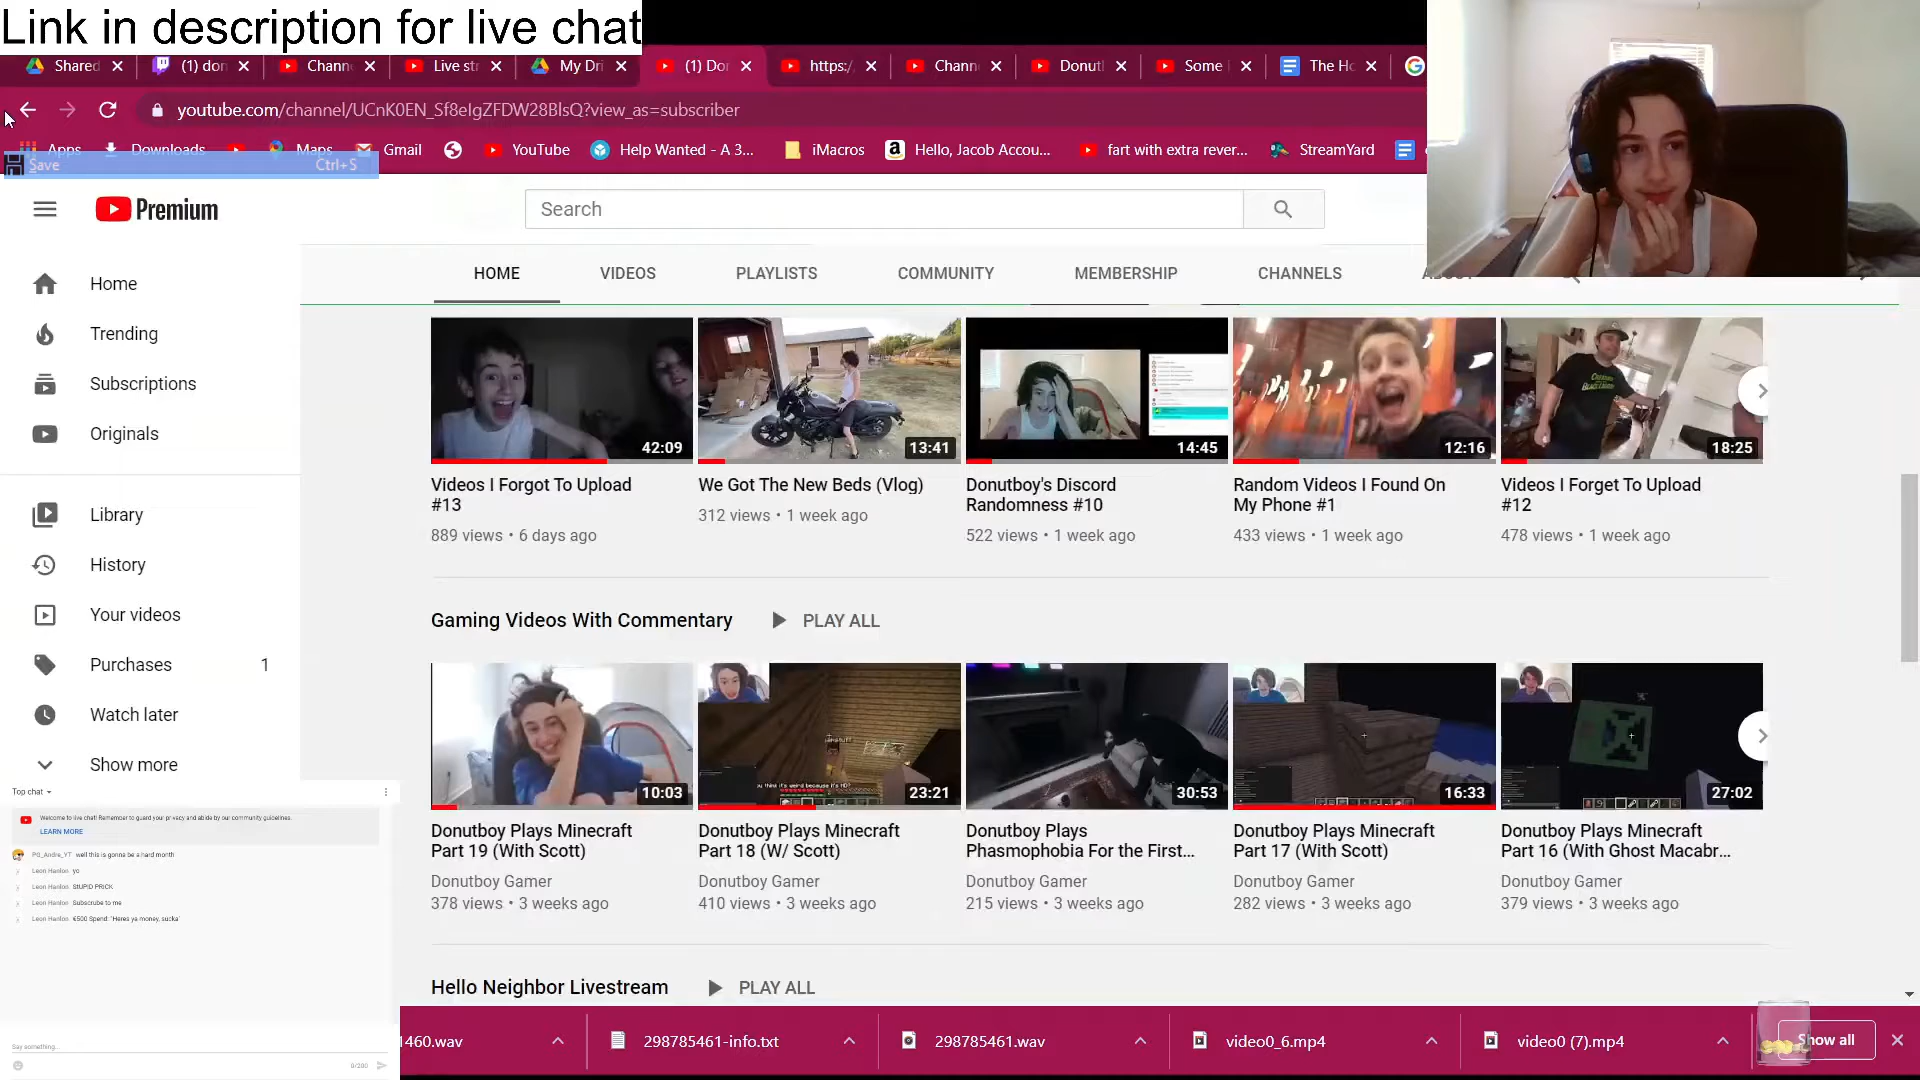 Link in description for live chat
Shared
(1) don
Chann
Live st
My Dri
(1) Don
https:/
Chann
Donut
Some
The Ho
youtube.com/channel/UCnK0EN_Sf8eIgZFDW28BlsQ?view_as=subscriber
Apps
Downloads
Maps
Gmail
YouTube
Help Wanted - A 3...
iMacros
Hello, Jacob Accou...
fart with extra rever...
StreamYard
Save
Ctrl+S
Premium
Search
HOME
VIDEOS
PLAYLISTS
COMMUNITY
MEMBERSHIP
CHANNELS
ABOUT
Home
Trending
Subscriptions
Originals
Library
History
Your videos
Purchases 1
Watch later
Show more
42:09
13:41
14:45
12:16
18:25
Videos I Forgot To Upload
#13
889 views • 6 days ago
We Got The New Beds (Vlog)
312 views • 1 week ago
Donutboy's Discord
Randomness #10
522 views • 1 week ago
Random Videos I Found On
My Phone #1
433 views • 1 week ago
Videos I Forget To Upload
#12
478 views • 1 week ago
Gaming Videos With Commentary
PLAY ALL
10:03
23:21
30:53
16:33
27:02
Donutboy Plays Minecraft
Part 19 (With Scott)
Donutboy Gamer
378 views • 3 weeks ago
Donutboy Plays Minecraft
Part 18 (W/ Scott)
Donutboy Gamer
410 views • 3 weeks ago
Donutboy Plays
Phasmophobia For the First...
Donutboy Gamer
215 views • 3 weeks ago
Donutboy Plays Minecraft
Part 17 (With Scott)
Donutboy Gamer
282 views • 3 weeks ago
Donutboy Plays Minecraft
Part 16 (With Ghost Macabr...
Donutboy Gamer
379 views • 3 weeks ago
Hello Neighbor Livestream
PLAY ALL
Top chat
Welcome to live chat! Remember to guard your privacy and abide by our community guidelines.
LEARN MORE
PG_Andre_YT well this is gonna be a hard month
Leon Hanlon yo
Leon Hanlon StUPID PRICK
Leon Hanlon Subscrube to me
Leon Hanlon €500 Spend: 'Heres ya money, sucka'
Say something...
0/200
1460.wav
298785461-info.txt
298785461.wav
video0_6.mp4
video0 (7).mp4
Show all